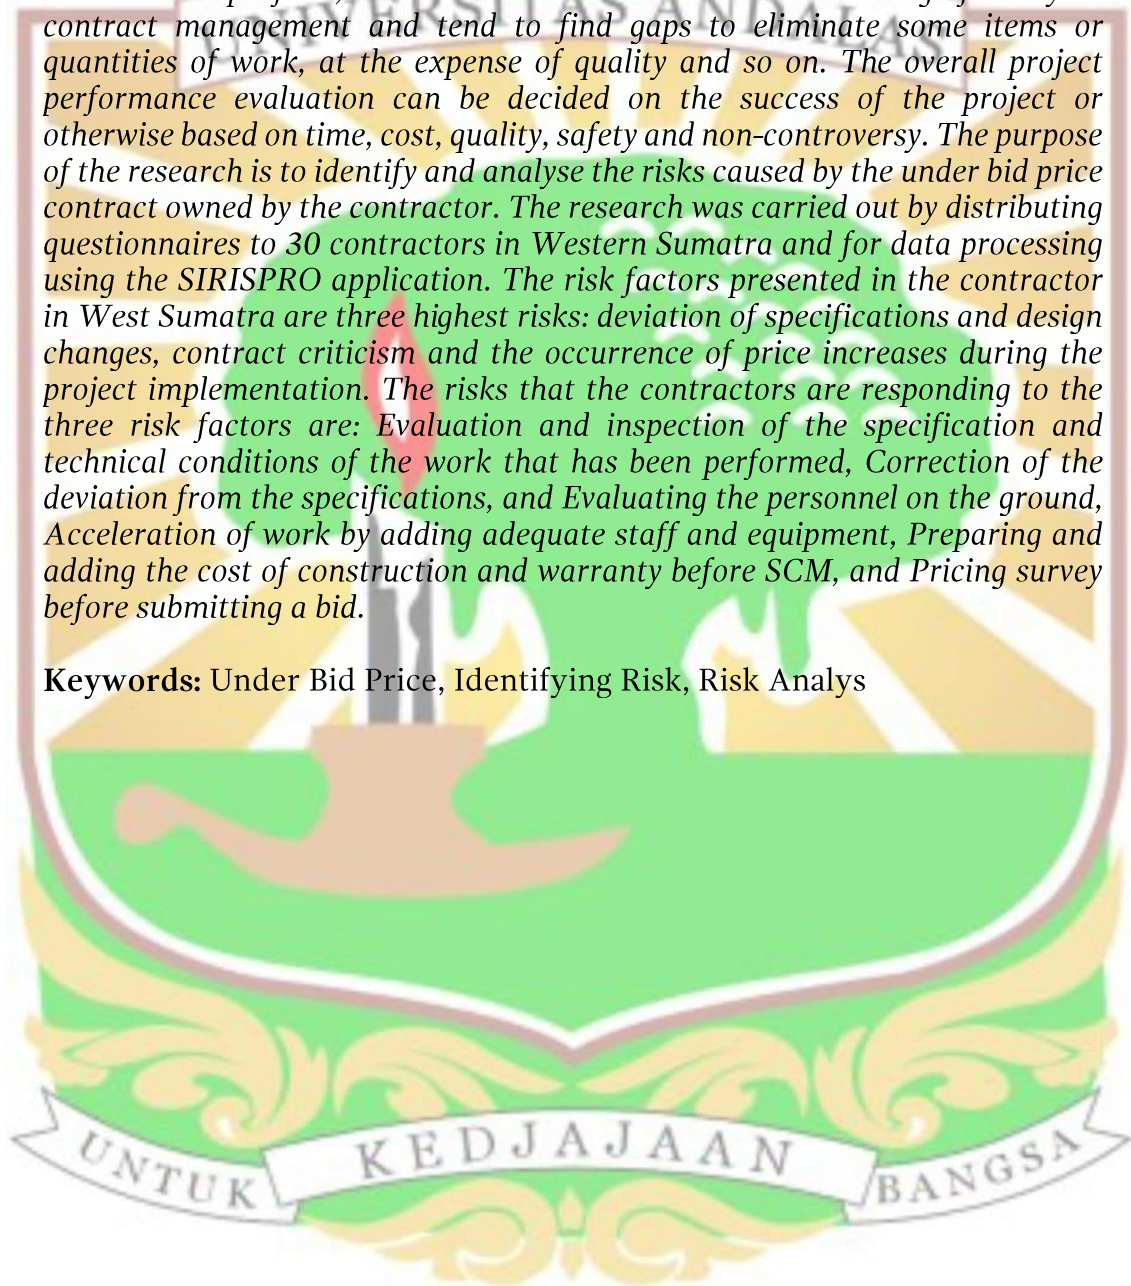 UNIVERSITAS ANDALAS
contract management and tend to find gaps to eliminate some items or
quantities of work, at the expense of quality and so on. The overall project
performance evaluation can be decided on the success of the project or
otherwise based on time, cost, quality, safety and non-controversy. The purpose
of the research is to identify and analyse the risks caused by the under bid price
contract owned by the contractor. The research was carried out by distributing
questionnaires to 30 contractors in Western Sumatra and for data processing
using the SIRISPRO application. The risk factors presented in the contractor
in West Sumatra are three highest risks: deviation of specifications and design
changes, contract criticism and the occurrence of price increases during the
project implementation. The risks that the contractors are responding to the
three risk factors are: Evaluation and inspection of the specification and
technical conditions of the work that has been performed, Correction of the
deviation from the specifications, and Evaluating the personnel on the ground,
Acceleration of work by adding adequate staff and equipment, Preparing and
adding the cost of construction and warranty before SCM, and Pricing survey
before submitting a bid.
Keywords: Under Bid Price, Identifying Risk, Risk Analys
UNTUK KEDJAJAAN BANGSA